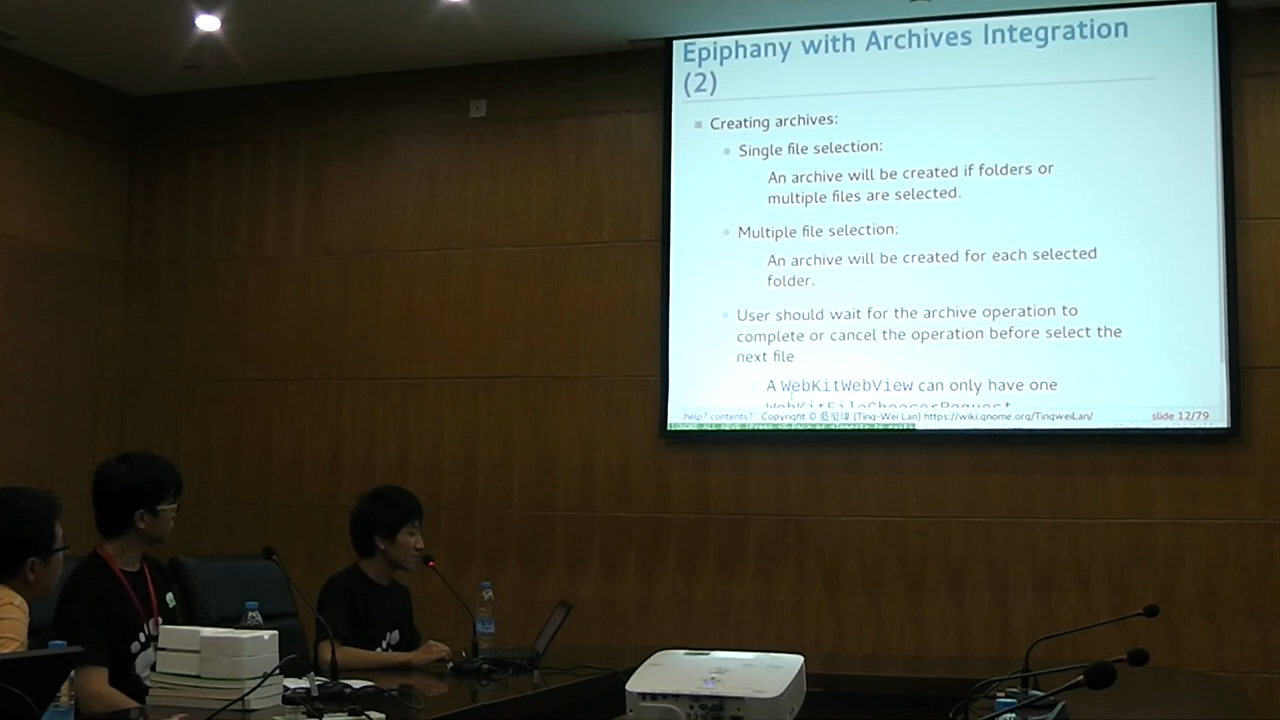 Epiphany with Archives Integration
(2)
Creating archives:
Single file selection:
An archive will be created if folders or
multiple files are selected.
Multiple file selection:
An archive will be created for each selected
folder.
User should wait for the archive operation to
complete or cancel the operation before select the
next file
A WebKitWebView can only have one
WebKitFileChooserRequest
help? contents? Copyright © (Ting-Wei Lan) https://wiki.gnome.org/TingweiLan/ slide 12/79